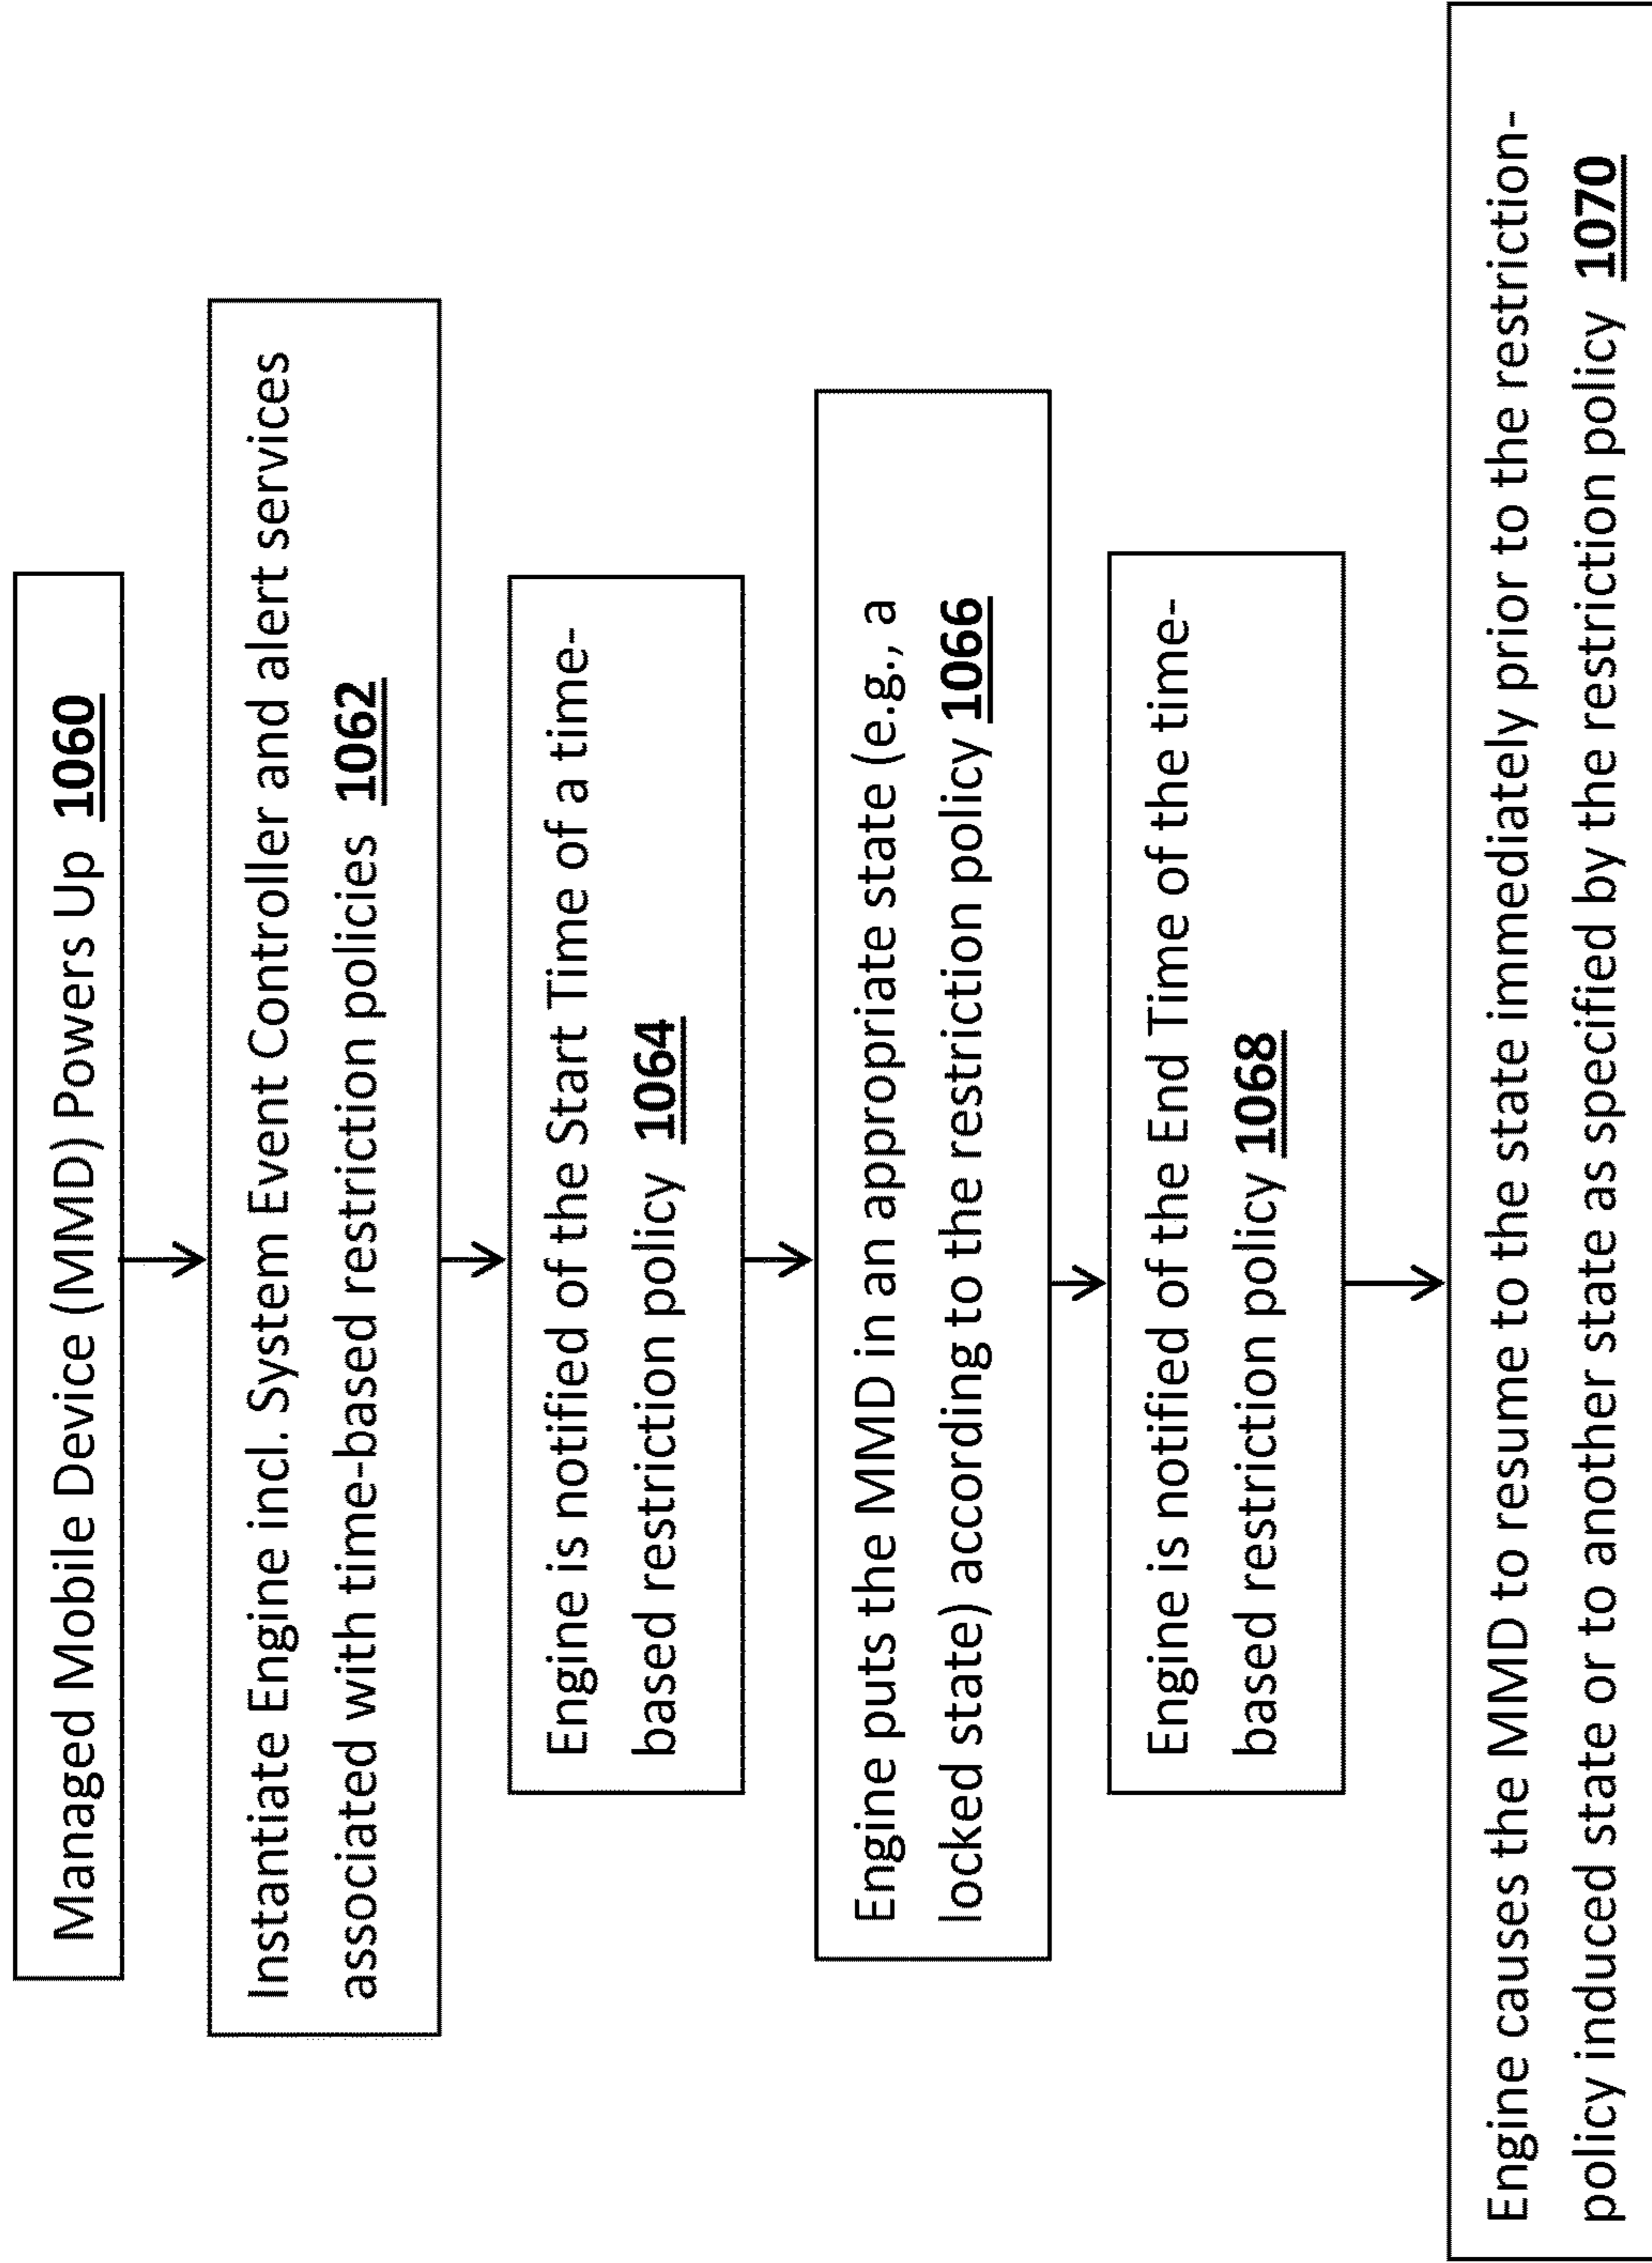 Managed Mobile Device (MMD) Powers Up 1060
Instantiate Engine incl. System Event Controller and alert services
associated with time-based restriction policies 1062
Engine is notified of the Start Time of a time-
based restriction policy 1064
Engine puts the MMD in an appropriate state (e.g., a
locked state) according to the restriction policy 1066
Engine is notified of the End Time of the time-
based restriction policy 1068
Engine causes the MMD to resume to the state immediately prior to the restriction-
policy induced state or to another state as specified by the restriction policy 1070